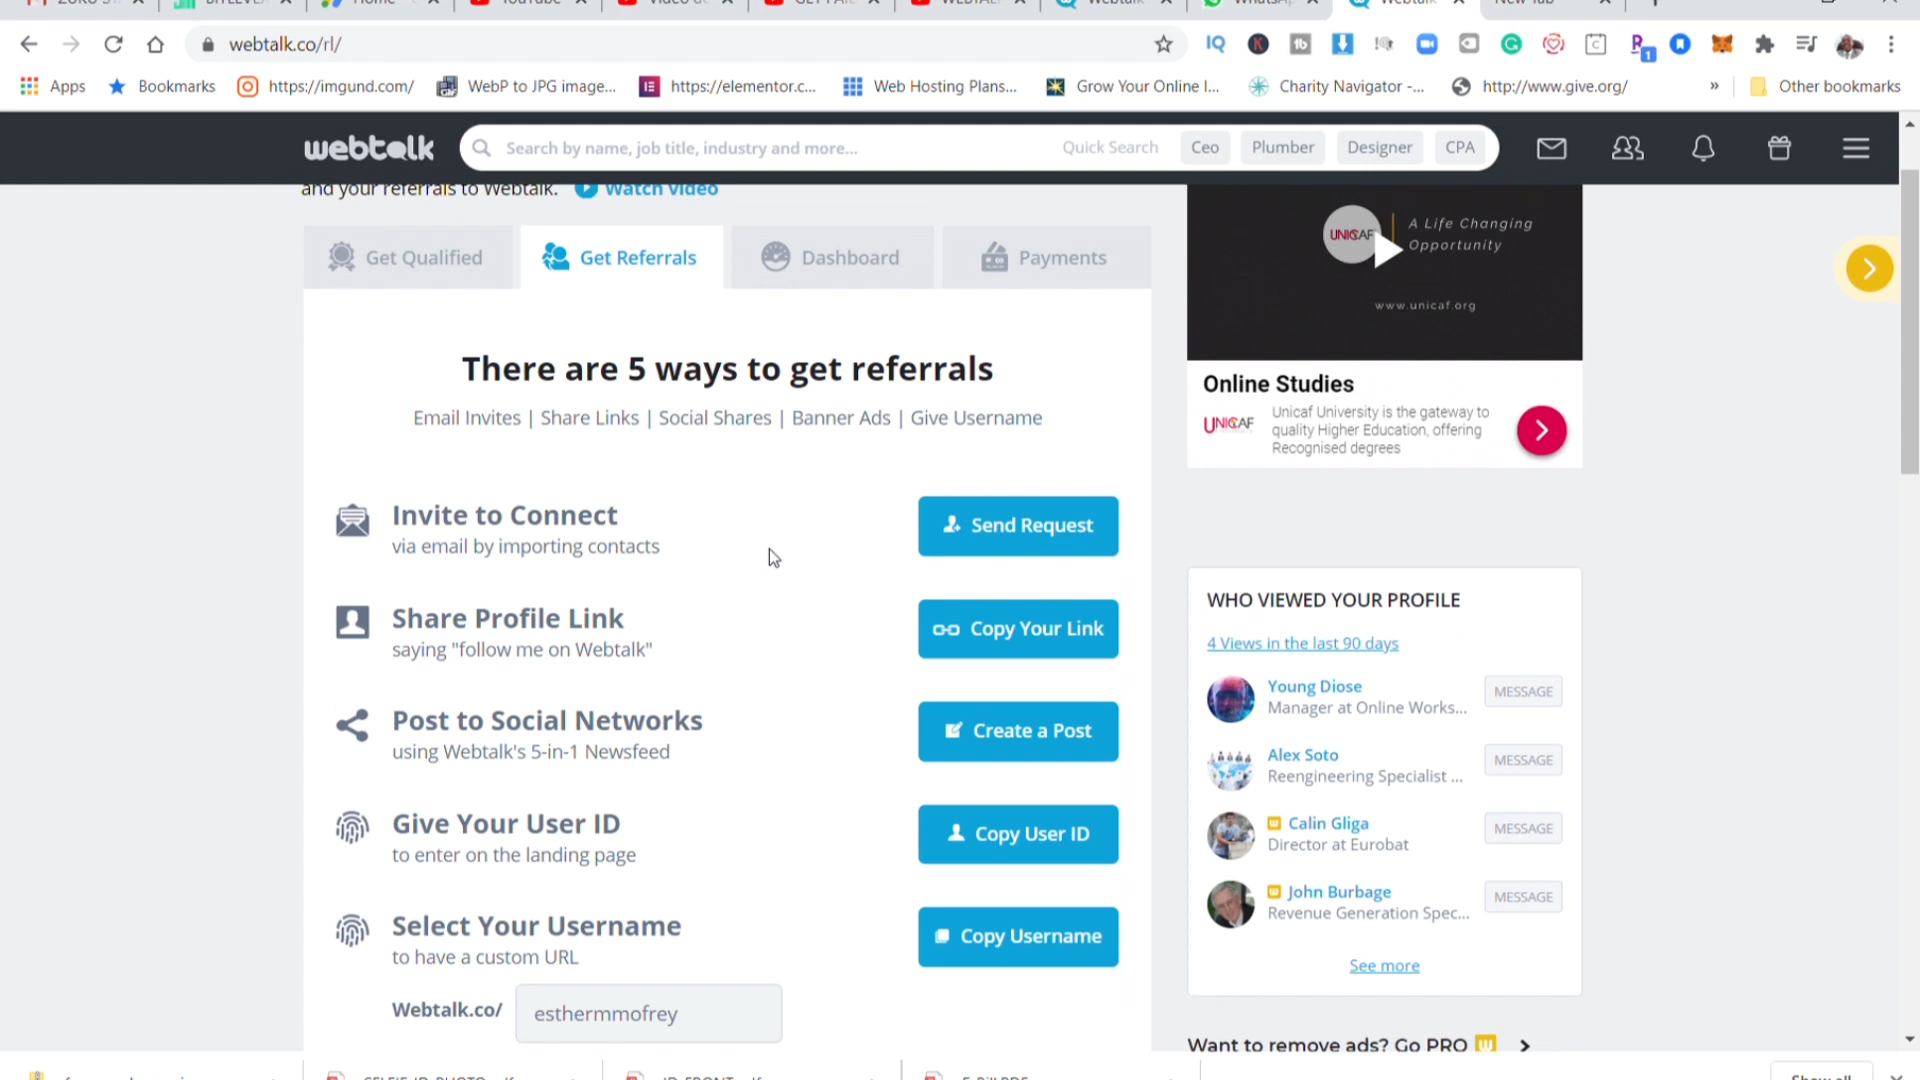 Home
YouTube
webtalk.co/rl/
1
Apps
Bookmarks
https://imgund.com/
WebP to JPG image...
https://elementor.c...
Web Hosting Plans...
Grow Your Online I...
Charity Navigator -...
http://www.give.org/
»
Other bookmarks
webtalk
Search by name, job title, industry and more...
Quick Search
Ceo
Plumber
Designer
CPA
and your referrals to Webtalk.
Watch video
Get Qualified
Get Referrals
Dashboard
Payments
There are 5 ways to get referrals
Email Invites | Share Links | Social Shares | Banner Ads | Give Username
Invite to Connect
via email by importing contacts
Send Request
Share Profile Link
saying "follow me on Webtalk"
Copy Your Link
Post to Social Networks
using Webtalk's 5-in-1 Newsfeed
Create a Post
Give Your User ID
to enter on the landing page
Copy User ID
Select Your Username
to have a custom URL
Copy Username
Webtalk.co/
esthermmofrey
UNICAF
A Life Changing
Opportunity
www.unicaf.org
Online Studies
UNICAF
Unicaf University is the gateway to
quality Higher Education, offering
Recognised degrees
WHO VIEWED YOUR PROFILE
4 Views in the last 90 days
Young Diose
Manager at Online Works...
MESSAGE
Alex Soto
Reengineering Specialist ...
MESSAGE
Calin Gliga
Director at Eurobat
MESSAGE
John Burbage
Revenue Generation Spec...
MESSAGE
See more
Want to remove ads? Go PRO
Show all